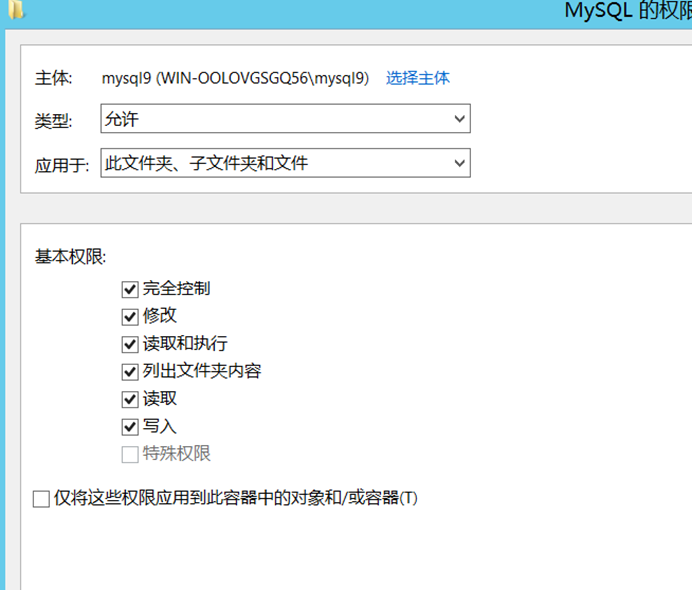 MySQL 的权限
主体: mysql9 (WIN-OOLOVGSGQ56\mysql9) 选择主体
类型: 允许
应用于: 此文件夹、子文件夹和文件
基本权限:
完全控制
修改
读取和执行
列出文件夹内容
读取
写入
特殊权限
仅将这些权限应用到此容器中的对象和/或容器(T)